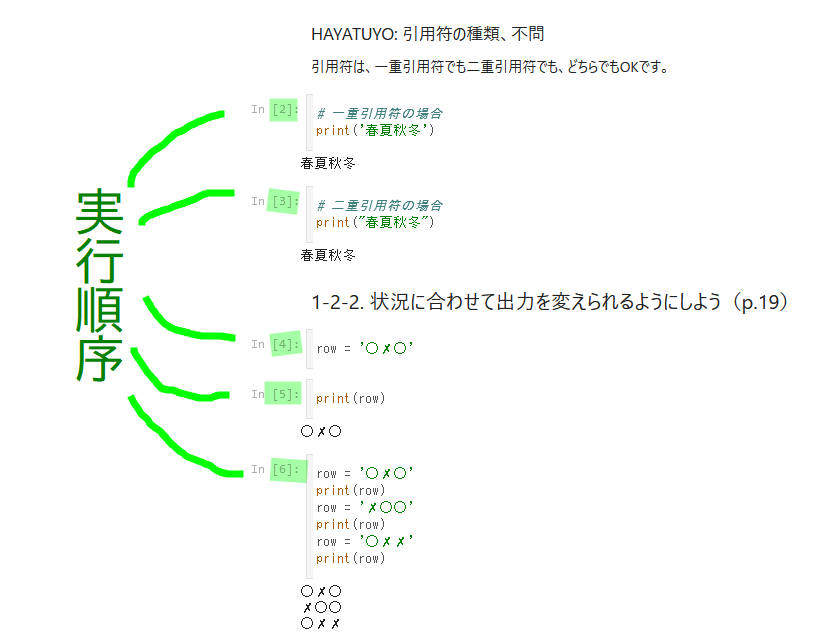 HAYATUYO: 引用符の種類、不問
引用符は、一重引用符でも二重引用符でも、どちらでもOKです。
実行順序
In [2]:
# 一重引用符の場合
print('春夏秋冬')
春夏秋冬
In [3]:
# 二重引用符の場合
print("春夏秋冬")
春夏秋冬
1-2-2. 状況に合わせて出力を変えられるようにしよう（p.19）
In [4]:
row = '〇✗〇'
In [5]:
print(row)
〇✗〇
In [6]:
row = '〇✗〇'
print(row)
row = '✗〇〇'
print(row)
row = '〇✗✗'
print(row)
〇✗〇
✗〇〇
〇✗✗